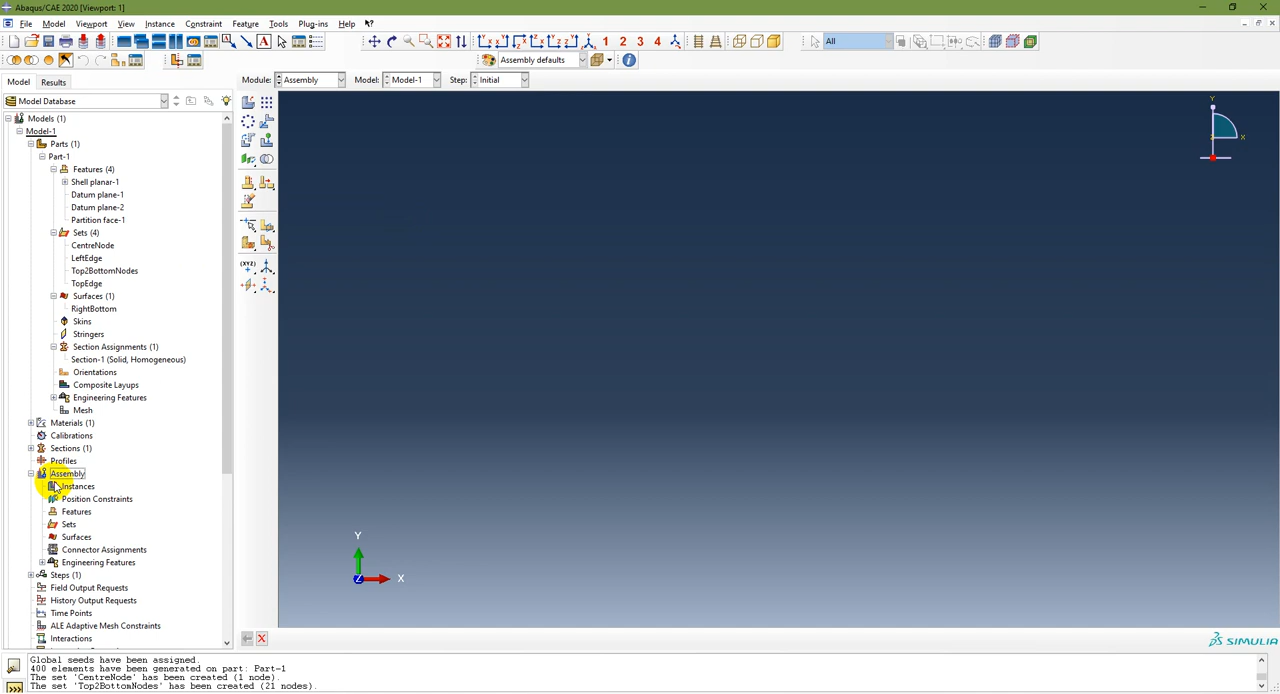 Abaqus/CAE 2020 [Viewport: 1]
File Model Viewport View Instance Constraint Feature Tools Plug-ins Help
1 2 3 4 All
Assembly defaults
Model Results
Module: Assembly Model: Model-1 Step: Initial
Model Database
Models (1)
Model-1
Parts (1)
Part-1
Features (4)
Shell planar-1
Datum plane-1
Datum plane-2
Partition face-1
Sets (4)
CentreNode
LeftEdge
Top2BottomNodes
TopEdge
Surfaces (1)
RightBottom
Skins
Stringers
Section Assignments (1)
Section-1 (Solid, Homogeneous)
Orientations
Composite Layups
Engineering Features
Mesh
Materials (1)
Calibrations
Sections (1)
Profiles
Assembly
Instances
Position Constraints
Features
Sets
Surfaces
Connector Assignments
Engineering Features
Steps (1)
Field Output Requests
History Output Requests
Time Points
ALE Adaptive Mesh Constraints
Interactions
Y
X
Y
Z X
SIMULIA
Global seeds have been assigned.
400 elements have been generated on part: Part-1
The set 'CentreNode' has been created (1 node).
The set 'Top2BottomNodes' has been created (21 nodes).